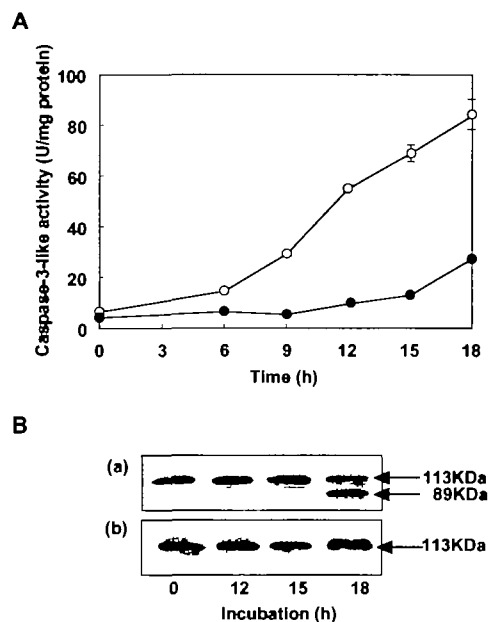 A
Caspase-3-like activity (U/mg protein)
100
80
60
40
20
0
0 3 6 9 12 15 18
Time (h)
B
(a)
113KDa
89KDa
(b)
113KDa
0 12 15 18
Incubation (h)